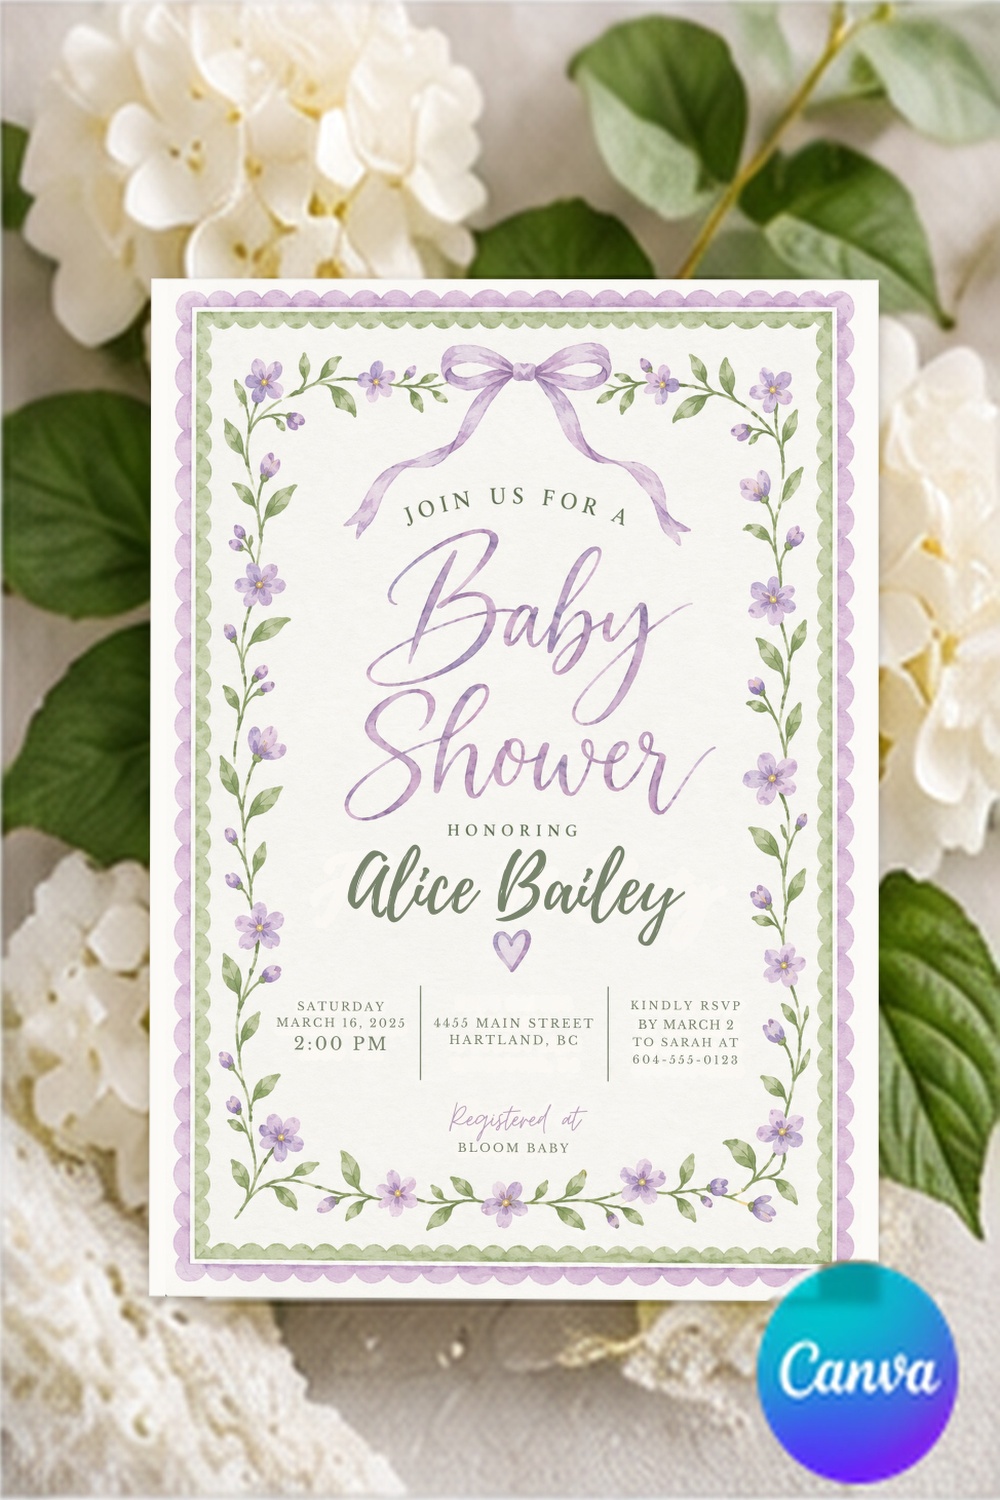 JOIN US FOR A
Baby
Shower
HONORING
Alice Bailey
SATURDAY
MARCH 16, 2025
2:00 PM
4455 MAIN STREET
HARTLAND, BC
KINDLY RSVP
BY MARCH 2
TO SARAH AT
604-555-0123
Registered at
BLOOM BABY
Canva